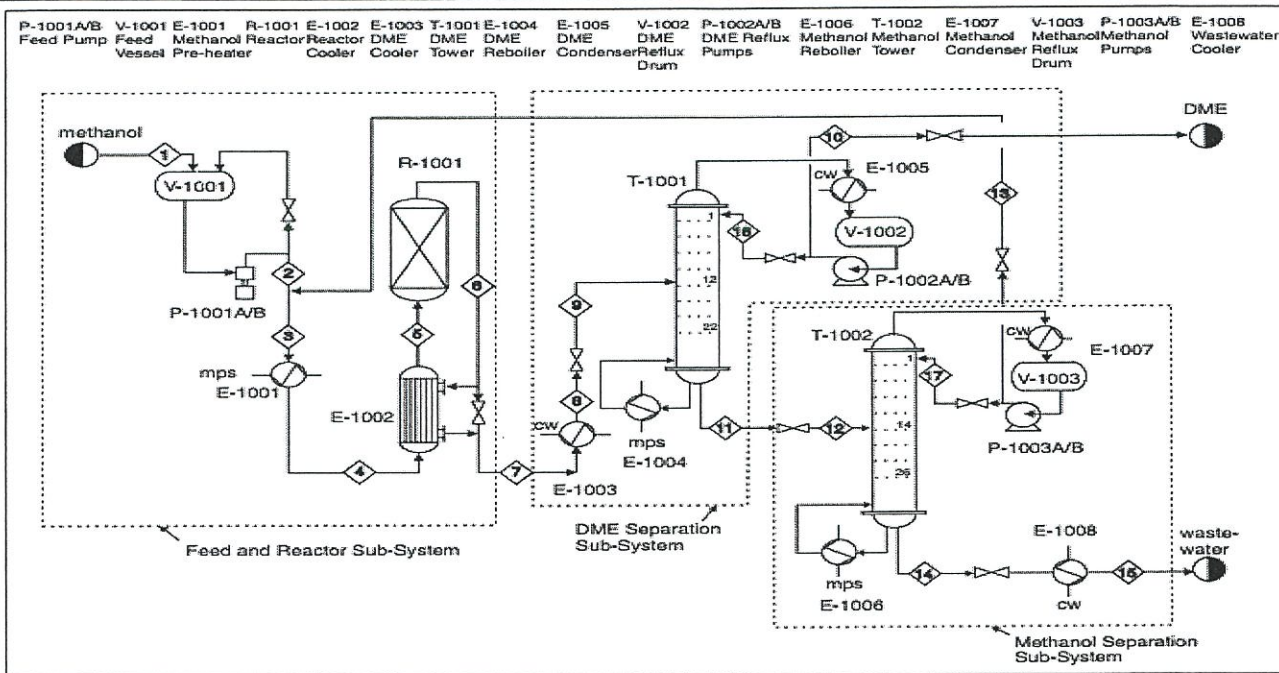 P-1001A/B V-1001 E-1001 R-1001 E-1002 E-1003 T-1001 E-1004 E-1005 V-1002 P-1002A/B E-1006 T-1002 E-1007 V-1003 P-1003A/B E-1008
Feed Pump Feed Methanol Reactor Reactor DME DME DME DME DME DME Reflux Methanol Methanol Methanol Methanol Methanol Wastewater
Vessel Pre-heater Cooler Cooler Tower Reboiler Condenser Reflux Pumps Reboiler Tower Condenser Reflux Pumps Cooler
Drum Drum
methanol
1
V-1001
2
P-1001A/B
3
mps
E-1001
4
R-1001
5
6
E-1002
7
Feed and Reactor Sub-System
cw
E-1003
8
9
T-1001
1
12
22
16
cw
E-1005
V-1002
P-1002A/B
10
DME
13
mps
E-1004
11
12
DME Separation
Sub-System
T-1002
1
14
26
17
cw
E-1007
V-1003
P-1003A/B
mps
E-1006
14
E-1008
cw
15
waste-
water
Methanol Separation
Sub-System